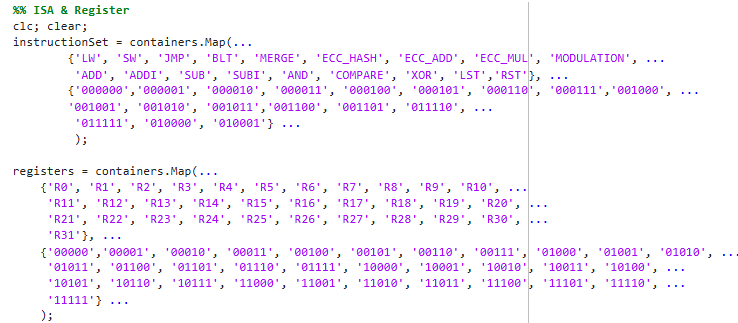 %% ISA & Register
clc; clear;
instructionSet = containers.Map(...
{'LW', 'SW', 'JMP', 'BLT', 'MERGE', 'ECC_HASH', 'ECC_ADD', 'ECC_MUL', 'MODULATION', ...
'ADD', 'ADDI', 'SUB', 'SUBI', 'AND', 'COMPARE', 'XOR', 'LST','RST'}, ...
{'000000','000001', '000010', '000011', '000100', '000101', '000110', '000111','001000', ...
'001001', '001010', '001011','001100', '001101', '011110', ...
'011111', '010000', '010001'} ...
);
registers = containers.Map(...
{'R0', 'R1', 'R2', 'R3', 'R4', 'R5', 'R6', 'R7', 'R8', 'R9', 'R10', ...
'R11', 'R12', 'R13', 'R14', 'R15', 'R16', 'R17', 'R18', 'R19', 'R20', ...
'R21', 'R22', 'R23', 'R24', 'R25', 'R26', 'R27', 'R28', 'R29', 'R30', ...
'R31'}, ...
{'00000','00001', '00010', '00011', '00100', '00101', '00110', '00111', '01000', '01001', '01010', ...
'01011', '01100', '01101', '01110', '01111', '10000', '10001', '10010', '10011', '10100', ...
'10101', '10110', '10111', '11000', '11001', '11010', '11011', '11100', '11101', '11110', ...
'11111'} ...
);